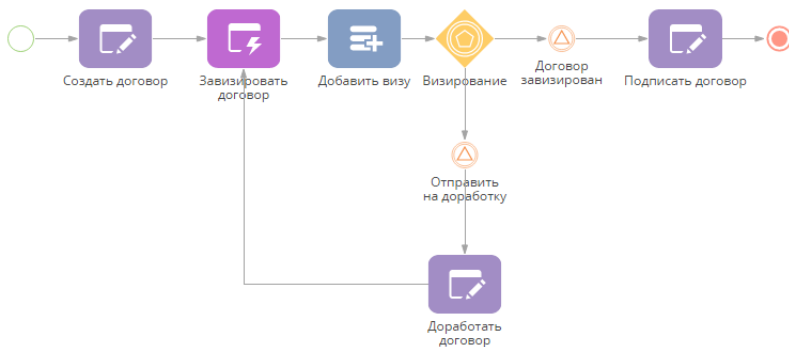 Создать договор
Завизировать
договор
Добавить визу
Визирование
Договор
завизирован
Подписать договор
Отправить
на доработку
Доработать
договор